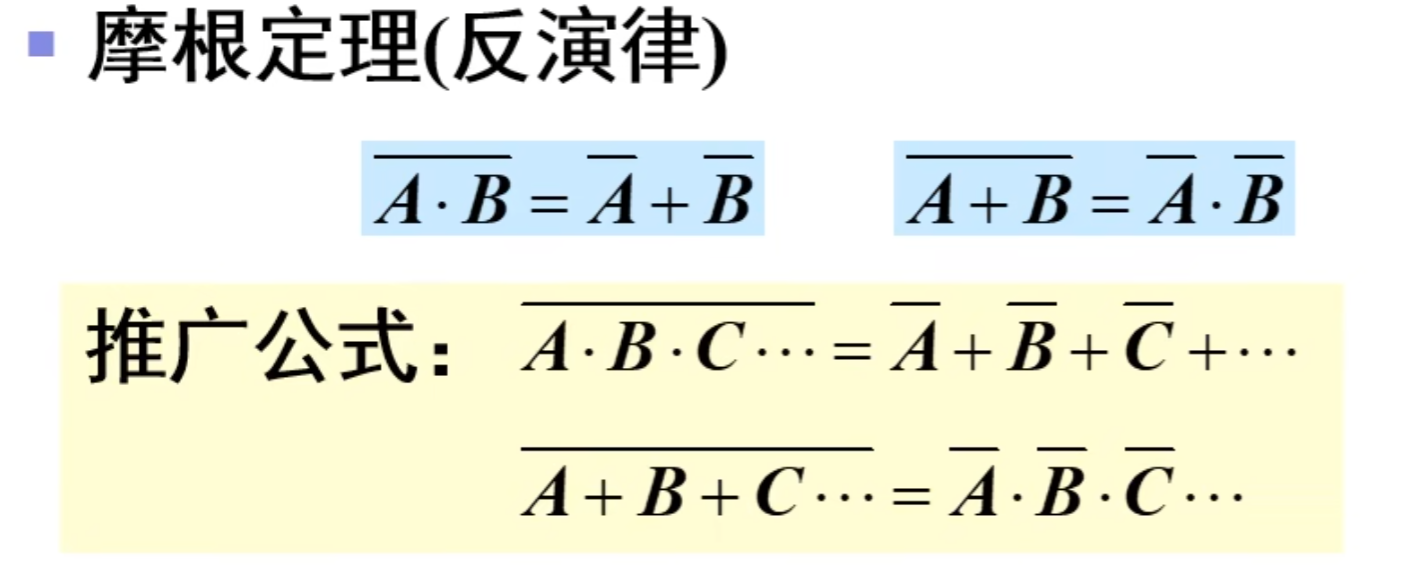 摩根定理(反演律)
$\overline{A \cdot B} = \overline{A} + \overline{B}$ $\overline{A + B} = \overline{A} \cdot \overline{B}$
推广公式: $\overline{A \cdot B \cdot C \cdots} = \overline{A} + \overline{B} + \overline{C} + \cdots$
$\overline{A + B + C \cdots} = \overline{A} \cdot \overline{B} \cdot \overline{C} \cdots$